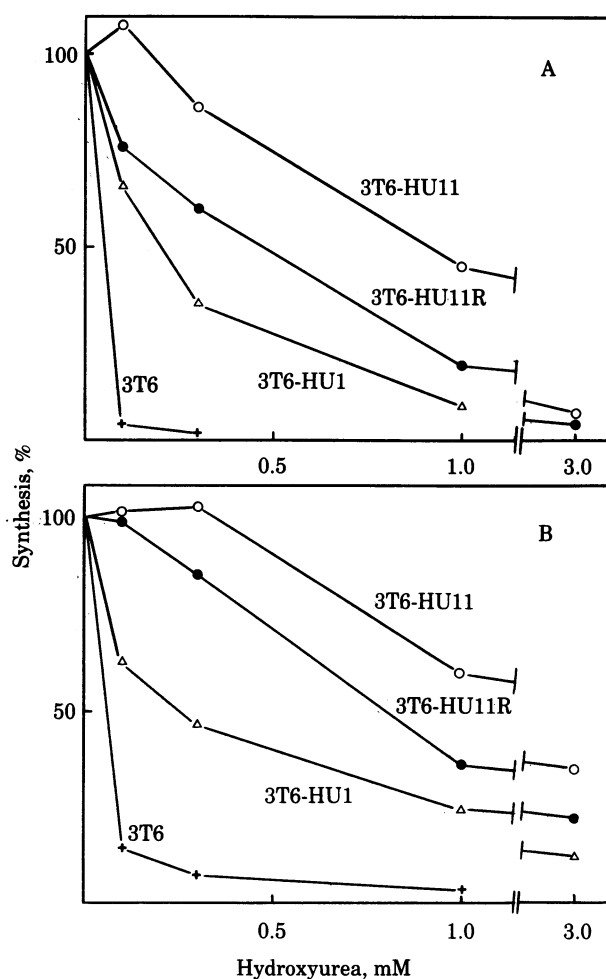 100
A
3T6-HU11
50
3T6-HU11R
3T6
3T6-HU1
0.5
1.0
3.0
Synthesis, %
100
B
3T6-HU11
50
3T6-HU11R
3T6-HU1
3T6
0.5
1.0
3.0
Hydroxyurea, mM